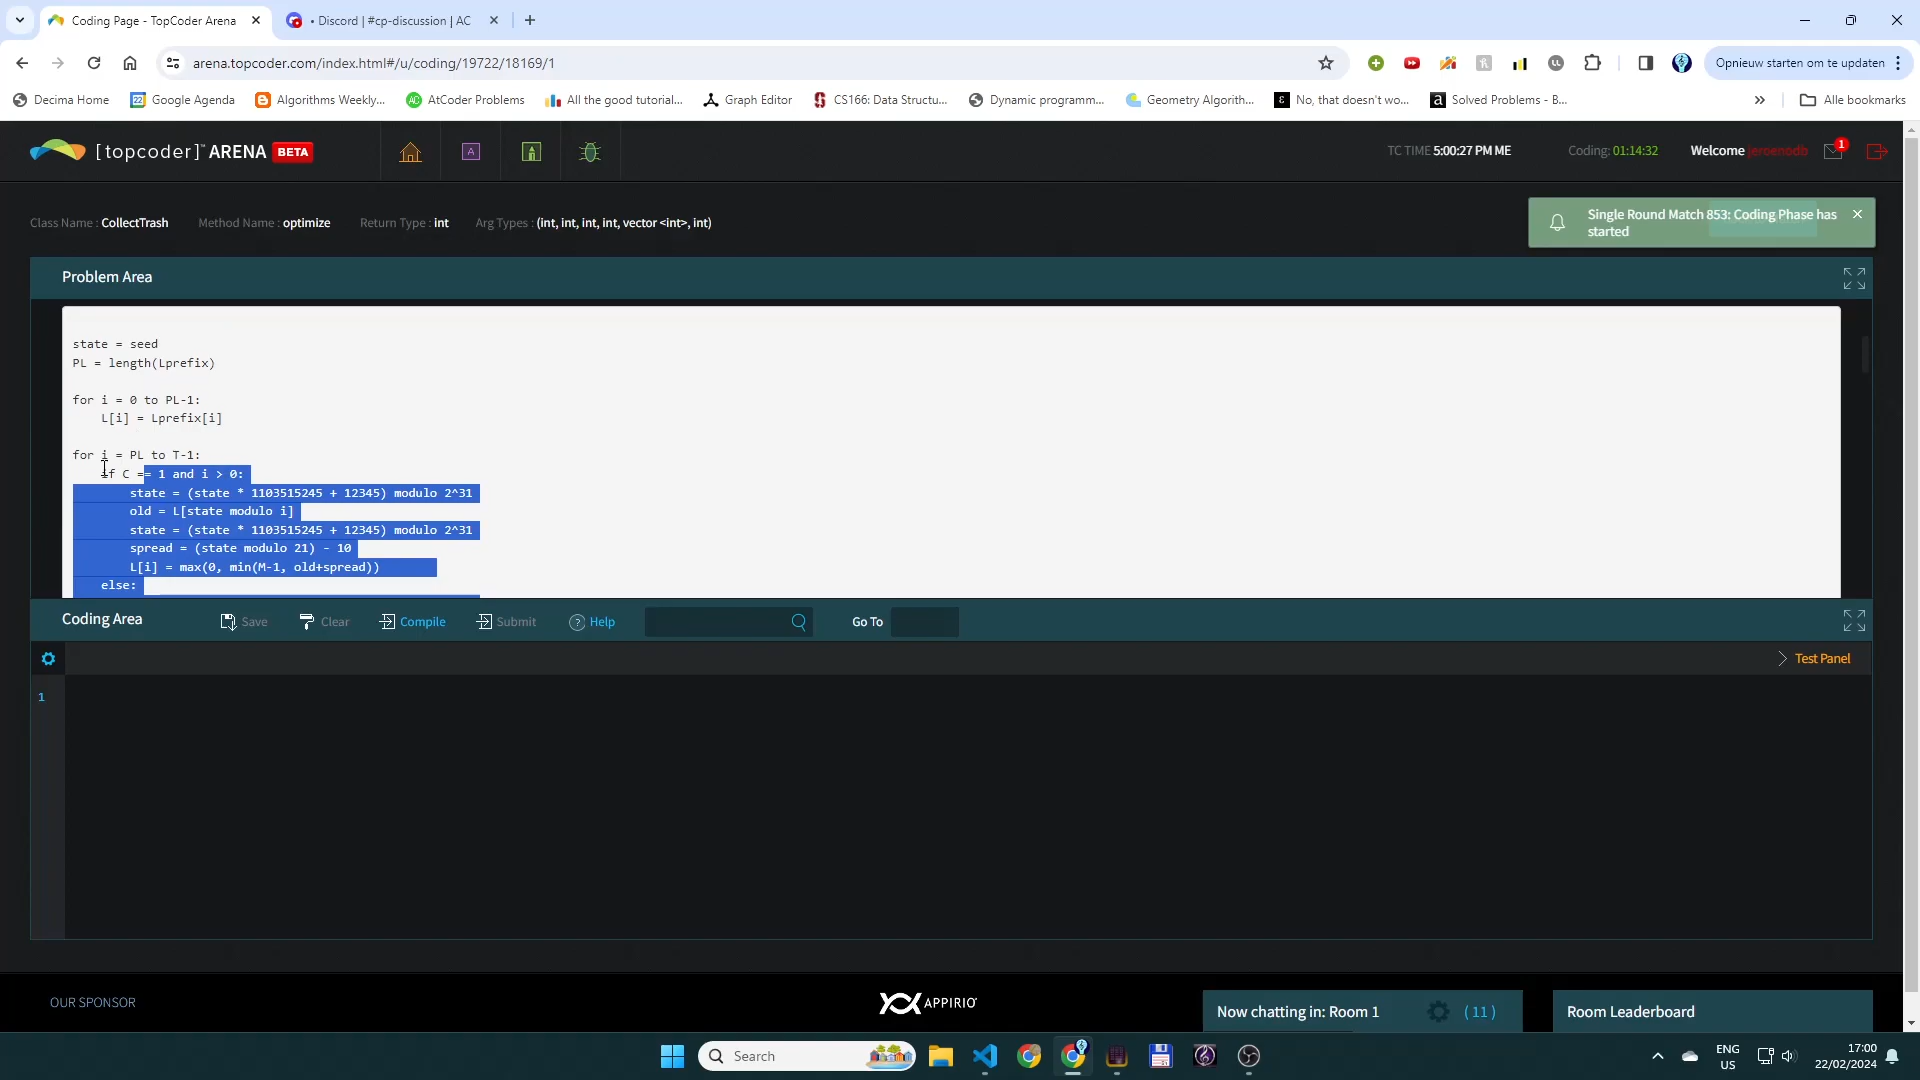 Coding Page - TopCoder Arena
• Discord | #cp-discussion | AC
arena.topcoder.com/index.html#/u/coding/19722/18169/1
Opnieuw starten om te updaten
Decima Home
Google Agenda
Algorithms Weekly...
AtCoder Problems
All the good tutorial...
Graph Editor
CS166: Data Structu...
Dynamic programm...
Geometry Algorith...
No, that doesn't wo...
Solved Problems - B...
Alle bookmarks
[topcoder]™ ARENA BETA
TC TIME 5:00:27 PM ME
Coding: 01:14:32
Welcome jeroenodb
1
Class Name : CollectTrash
Method Name : optimize
Return Type : int
Arg Types : (int, int, int, int, vector <int>, int)
Single Round Match 853: Coding Phase has
started
Problem Area
state = seed
PL = length(Lprefix)
for i = 0 to PL-1:
L[i] = Lprefix[i]
for i = PL to T-1:
if C == 1 and i > 0:
state = (state * 1103515245 + 12345) modulo 2^31
old = L[state modulo i]
state = (state * 1103515245 + 12345) modulo 2^31
spread = (state modulo 21) - 10
L[i] = max(0, min(M-1, old+spread))
else:
Coding Area
Save
Clear
Compile
Submit
Help
Go To
Test Panel
1
OUR SPONSOR
APPIRIO
Now chatting in: Room 1
(11)
Room Leaderboard
Search
ENG
US
17:00
22/02/2024